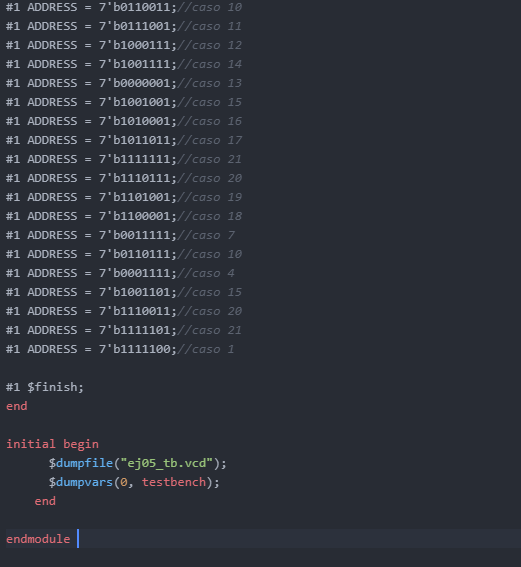 #1 ADDRESS = 7'b0110011;//caso 10
#1 ADDRESS = 7'b0111001;//caso 11
#1 ADDRESS = 7'b1000111;//caso 12
#1 ADDRESS = 7'b1001111;//caso 14
#1 ADDRESS = 7'b0000001;//caso 13
#1 ADDRESS = 7'b1001001;//caso 15
#1 ADDRESS = 7'b1010001;//caso 16
#1 ADDRESS = 7'b1011011;//caso 17
#1 ADDRESS = 7'b1111111;//caso 21
#1 ADDRESS = 7'b1110111;//caso 20
#1 ADDRESS = 7'b1101001;//caso 19
#1 ADDRESS = 7'b1100001;//caso 18
#1 ADDRESS = 7'b0011111;//caso 7
#1 ADDRESS = 7'b0110111;//caso 10
#1 ADDRESS = 7'b0001111;//caso 4
#1 ADDRESS = 7'b1001101;//caso 15
#1 ADDRESS = 7'b1110011;//caso 20
#1 ADDRESS = 7'b1111101;//caso 21
#1 ADDRESS = 7'b1111100;//caso 1
#1 $finish;
end
initial begin
$dumpfile("ej05_tb.vcd");
$dumpvars(0, testbench);
end
endmodule